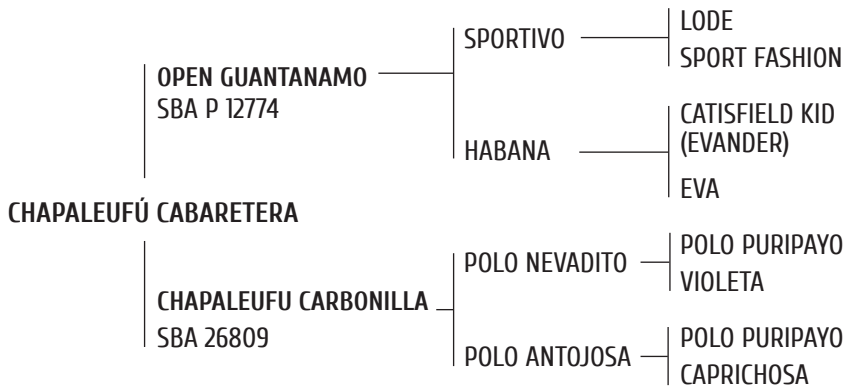 LODE
SPORTIVO
SPORT FASHION
OPEN GUANTANAMO
SBA P 12774
CATISFIELD KID
(EVANDER)
HABANA
EVA
CHAPALEUFÚ CABARETERA
POLO PURIPAYO
POLO NEVADITO
VIOLETA
CHAPALEUFU CARBONILLA
SBA 26809
POLO PURIPAYO
POLO ANTOJOSA
CAPRICHOSA